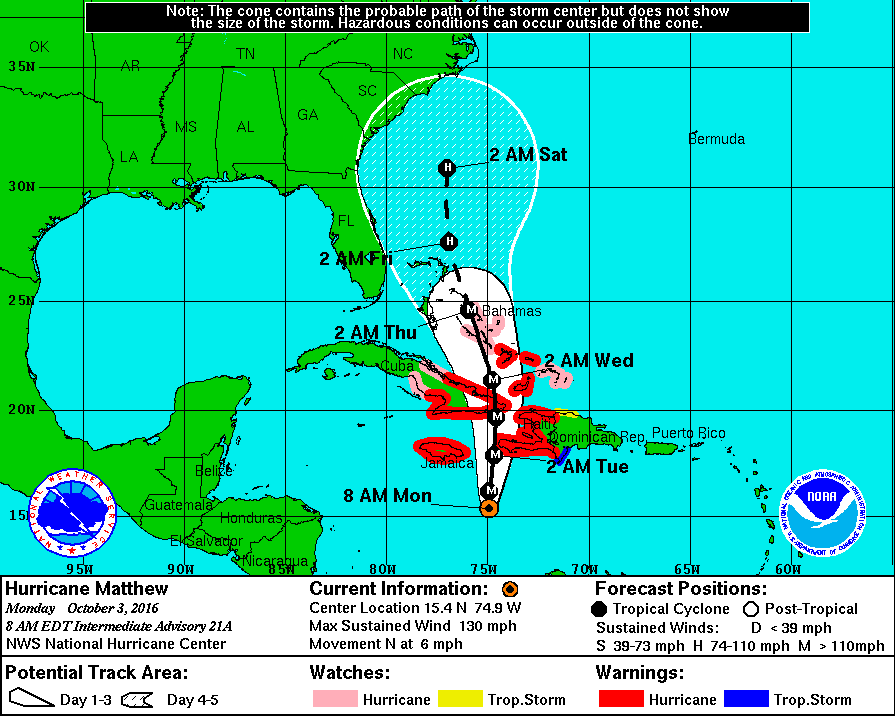 Note: The cone contains the probable path of the storm center but does not show
the size of the storm. Hazardous conditions can occur outside of the cone.
OK
TN
NC
35N
AR
SC
MS
AL
GA
LA
Bermuda
2 AM Sat
30N
FL
2 AM Fri
25N
Bahamas
2 AM Thu
2 AM Wed
Cuba
20N
Haiti
Dominican Rep
Puerto Rico
Jamaica
2 AM Tue
Belize
8 AM Mon
Guatemala
15N
Honduras
El Salvador
Nicaragua
NATIONAL WEATHER SERVICE
NOAA
H
H
M
M
M
M
M
95W
90W
85W
80W
75W
70W
65W
60W
Hurricane Matthew
Monday October 3, 2016
8 AM EDT Intermediate Advisory 21A
NWS National Hurricane Center
Current Information:
Center Location 15.4 N 74.9 W
Max Sustained Wind 130 mph
Movement N at 6 mph
Forecast Positions:
Tropical Cyclone Post-Tropical
Sustained Winds: D < 39 mph
S 39-73 mph H 74-110 mph M > 110mph
Potential Track Area:
Day 1-3 Day 4-5
Watches:
Hurricane Trop.Storm
Warnings:
Hurricane Trop.Storm